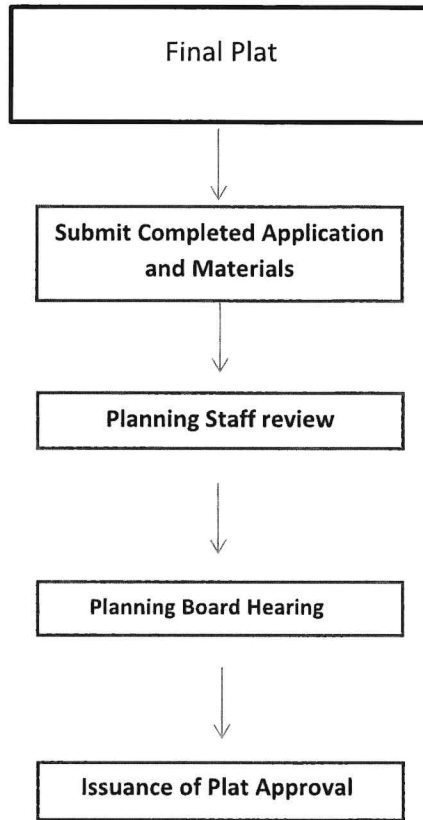 Final Plat
Submit Completed Application
and Materials
Planning Staff review
Planning Board Hearing
Issuance of Plat Approval